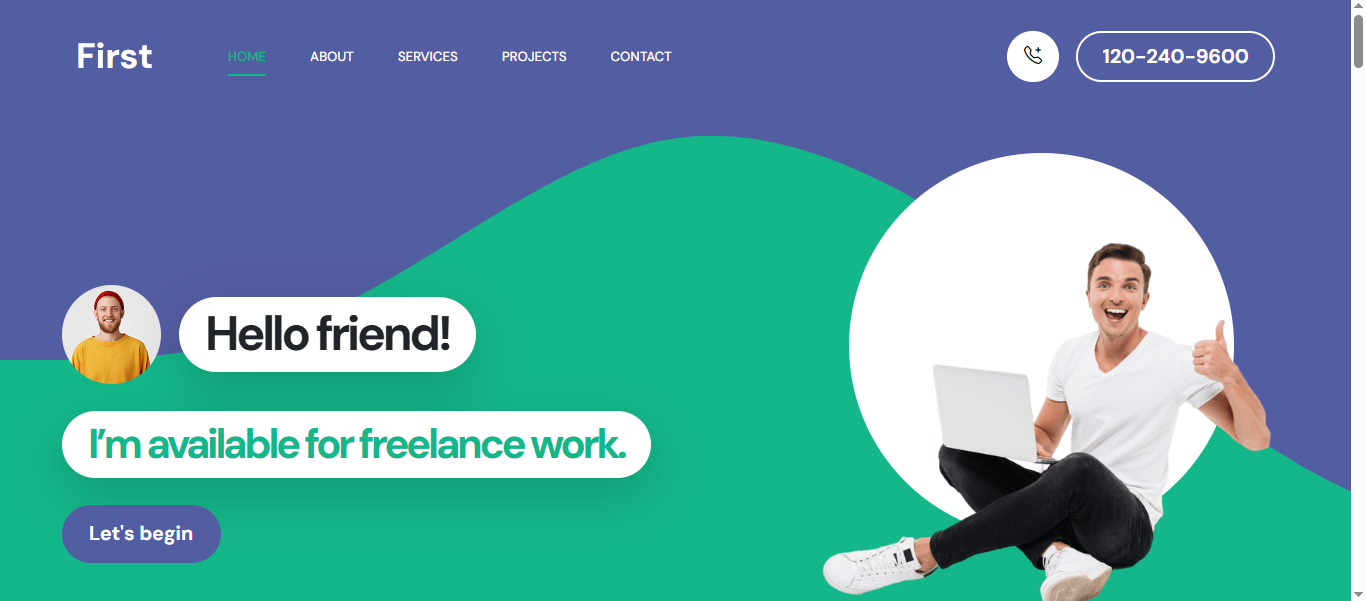 First
HOME ABOUT SERVICES PROJECTS CONTACT
120-240-9600
Hello friend!
I’m available for freelance work.
Let's begin